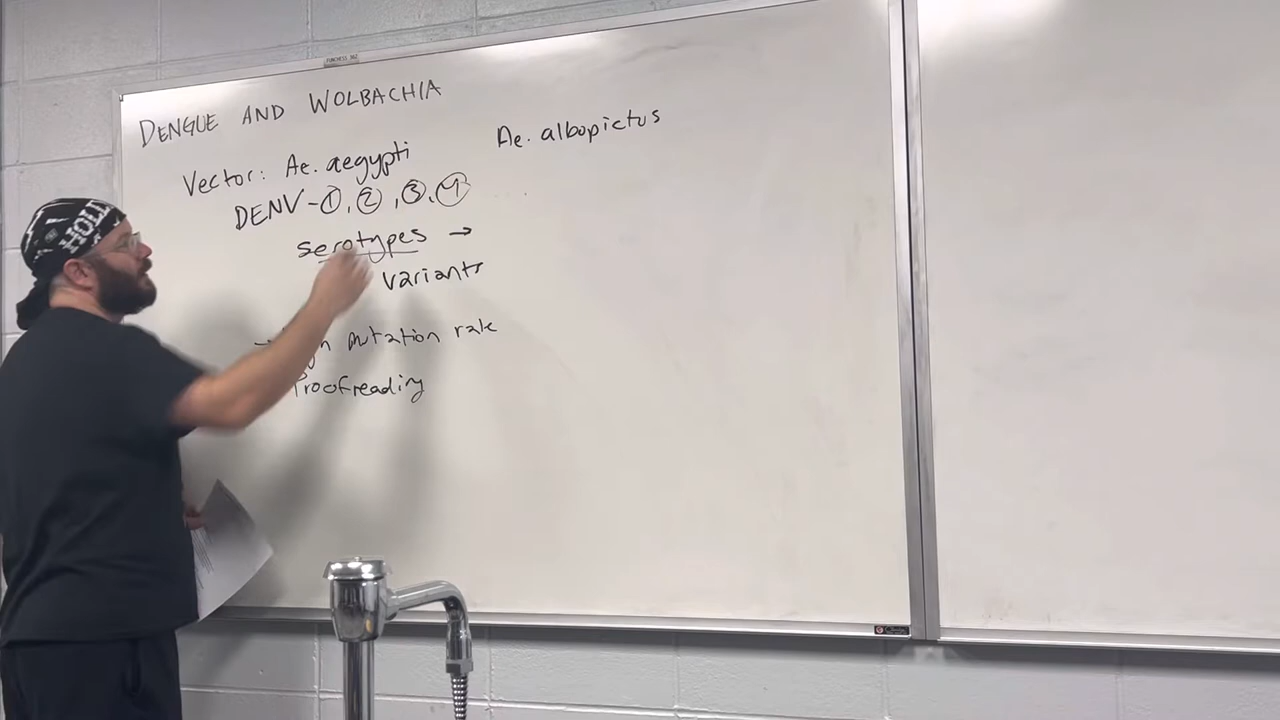 DENGUE AND WOLBACHIA
Vector: Ae. aegypti
Ae. albopictus
DENV-①, ②, ③, ④
serotypes →
variants
mutation rate
Proofreading